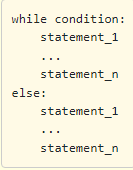 while condition:
    statement_1
    ...
    statement_n
else:
    statement_1
    ...
    statement_n